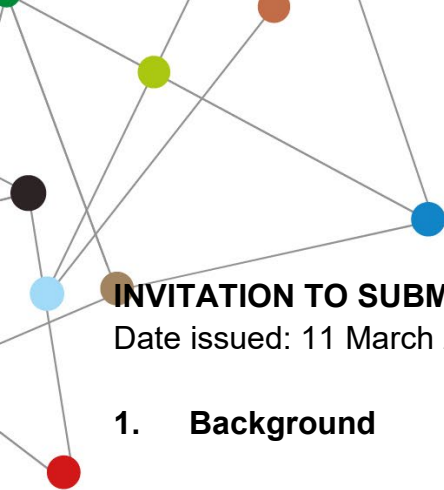 INVITATION TO SUBM
Date issued: 11 March
1. Background